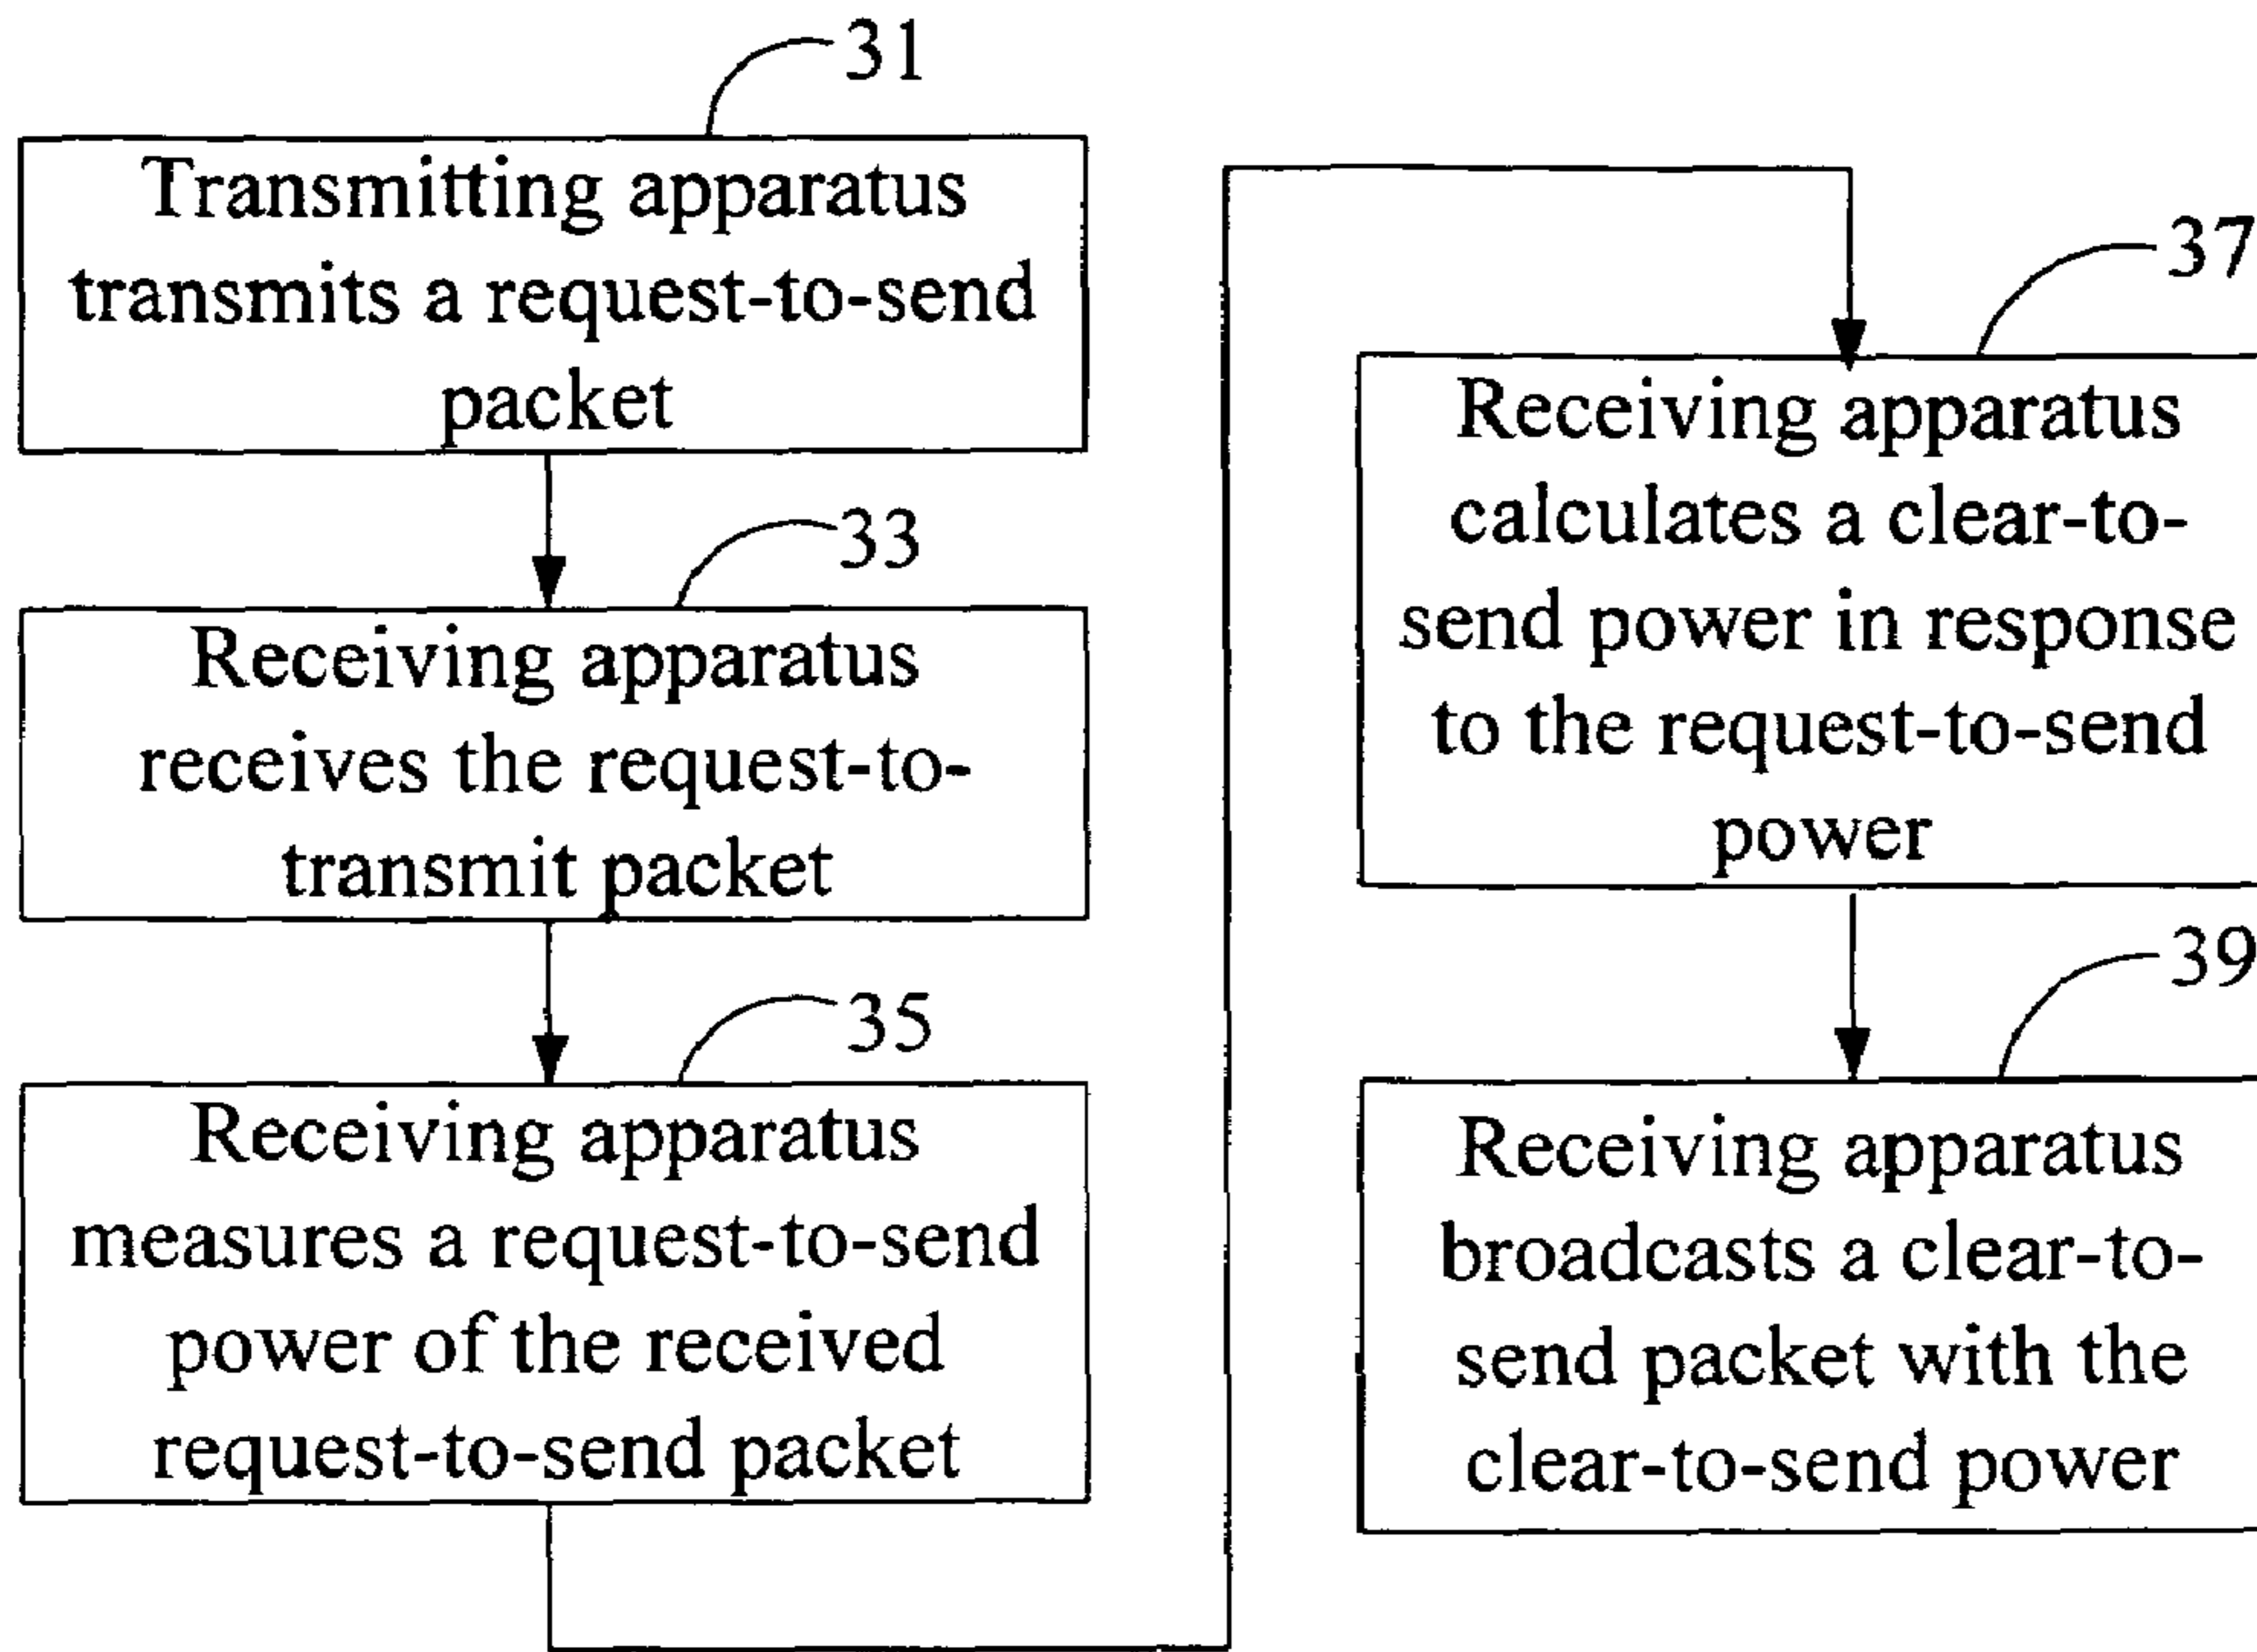 31
Transmitting apparatus
transmits a request-to-send
packet
33
Receiving apparatus
receives the request-to-
transmit packet
35
Receiving apparatus
measures a request-to-send
power of the received
request-to-send packet
37
Receiving apparatus
calculates a clear-to-
send power in response
to the request-to-send
power
39
Receiving apparatus
broadcasts a clear-to-
send packet with the
clear-to-send power